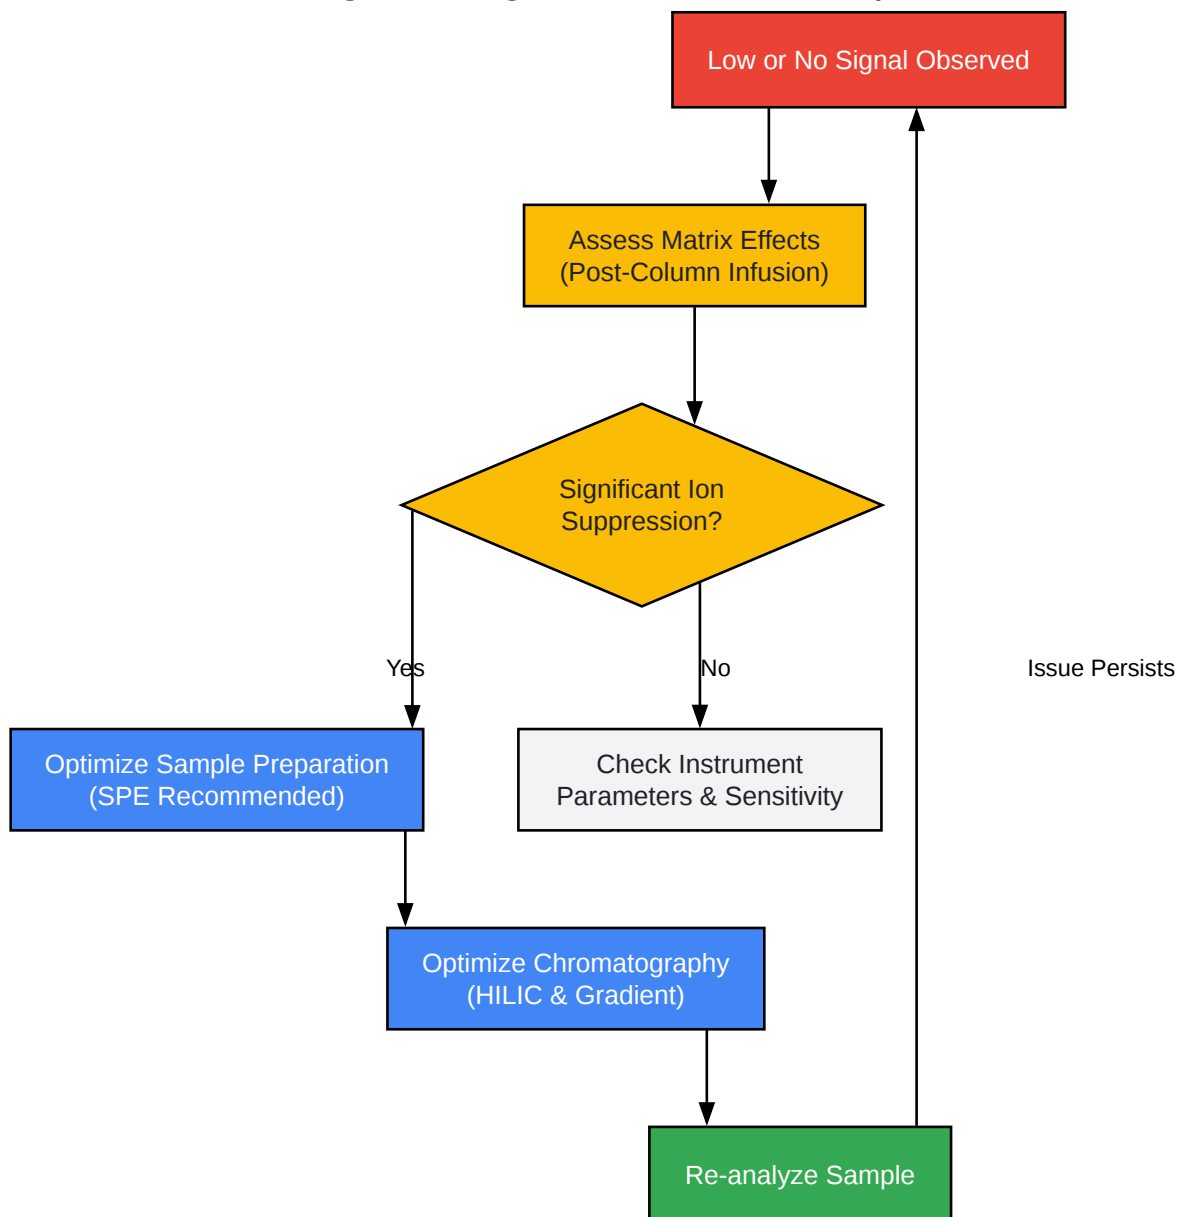 Low or No Signal Observed
Assess Matrix Effects
(Post-Column Infusion)
Significant Ion
Suppression?
Yes
No
Issue Persists
Optimize Sample Preparation
(SPE Recommended)
Check Instrument
Parameters & Sensitivity
Optimize Chromatography
(HILIC & Gradient)
Re-analyze Sample